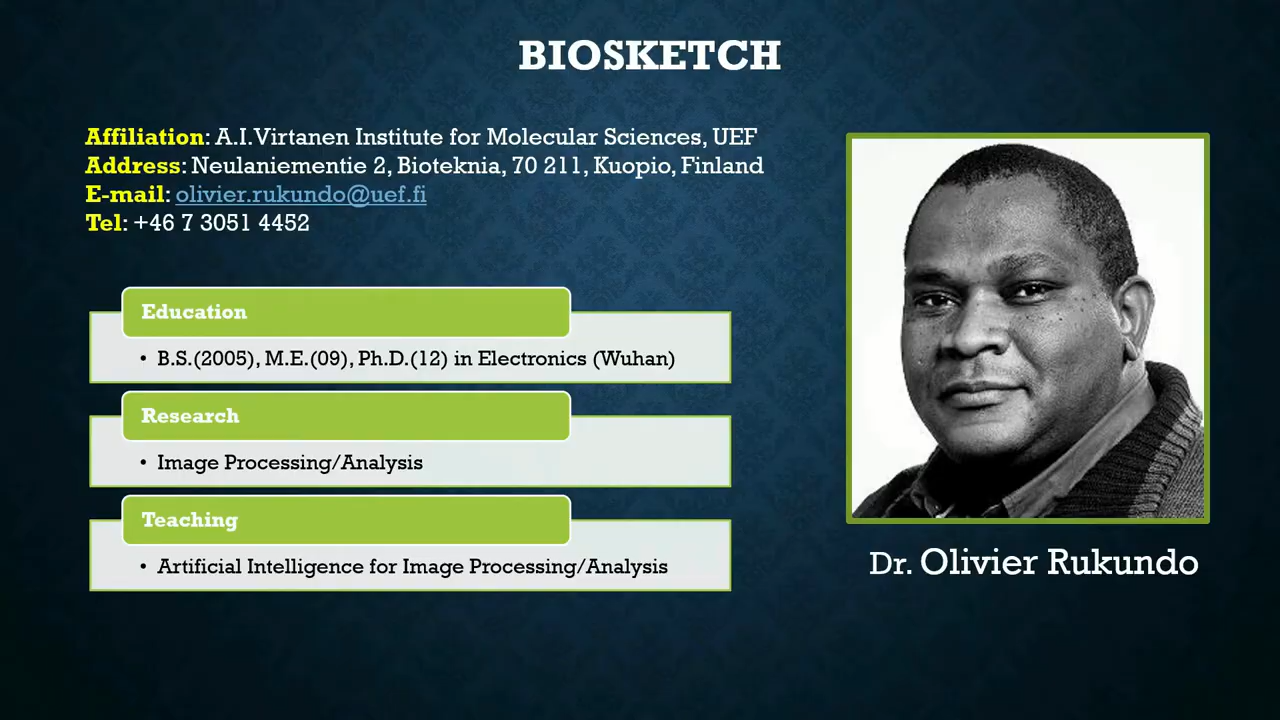 BIOSKETCH
Affiliation: A.I.Virtanen Institute for Molecular Sciences, UEF
Address: Neulaniementie 2, Bioteknia, 70 211, Kuopio, Finland
E-mail: olivier.rukundo@uef.fi
Tel: +46 7 3051 4452
Education
• B.S.(2005), M.E.(09), Ph.D.(12) in Electronics (Wuhan)
Research
• Image Processing/Analysis
Teaching
• Artificial Intelligence for Image Processing/Analysis
Dr. Olivier Rukundo